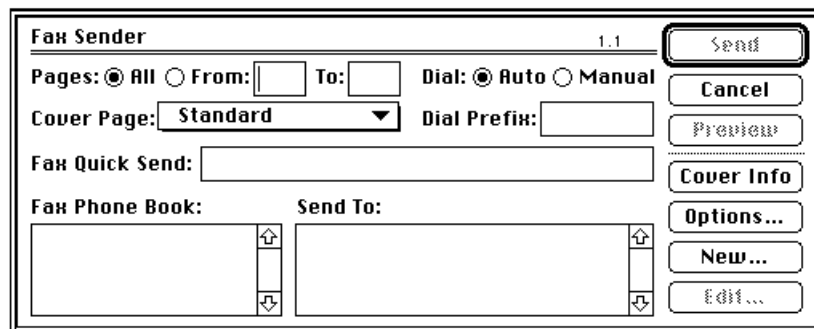 Fax Sender 1.1 Send
Pages: All From: To: Dial: Auto Manual
Cancel
Cover Page: Standard Dial Prefix:
Preview
Fax Quick Send:
Cover Info
Fax Phone Book: Send To:
Options...
New...
Edit...